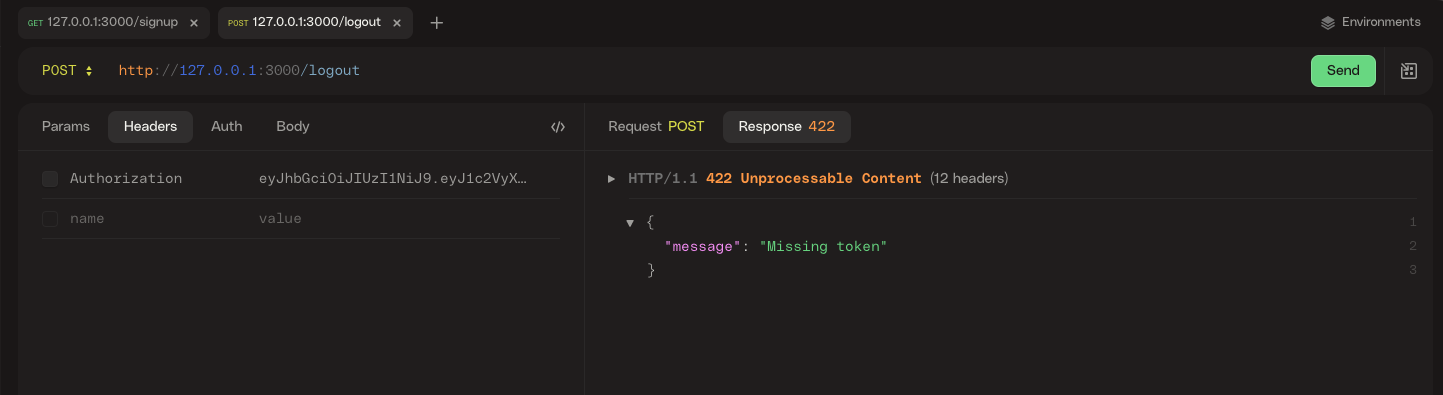 GET 127.0.0.1:3000/signup × POST 127.0.0.1:3000/logout × + Environments
POST http://127.0.0.1:3000/logout Send
Params Headers Auth Body </> Request POST Response 422
Authorization eyJhbGciOiJIUzI1NiJ9.eyJ1c2VyX… HTTP/1.1 422 Unprocessable Content (12 headers)
name value { 1
"message": "Missing token" 2
} 3